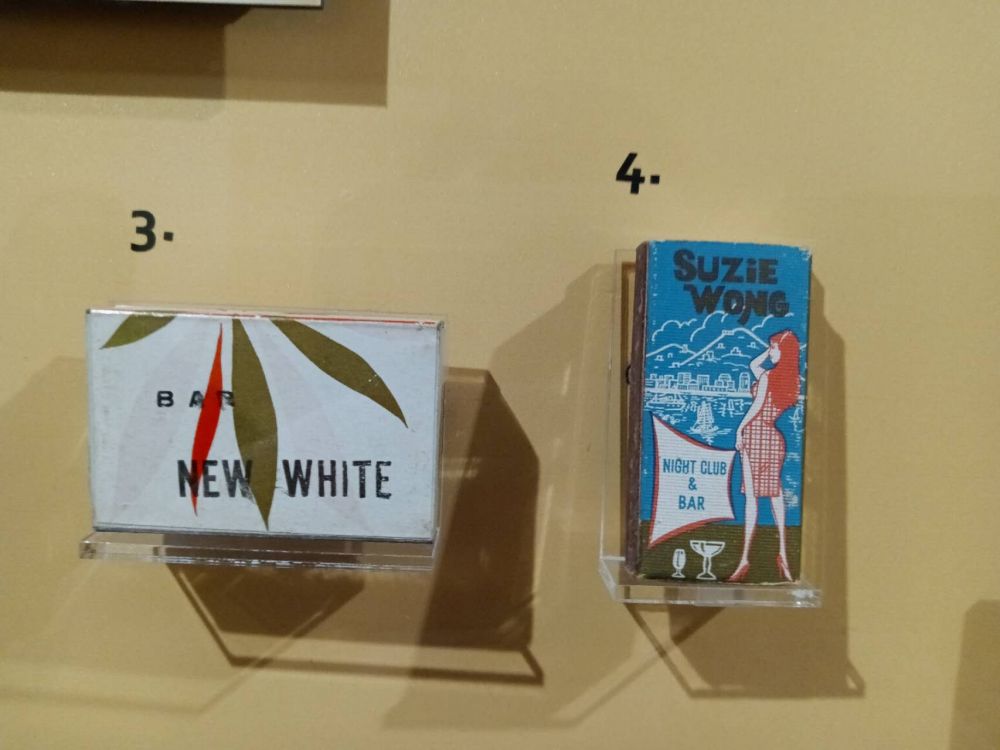 3.
BAR
NEW WHITE
4.
SUZIE
WONG
NIGHT CLUB
&
BAR